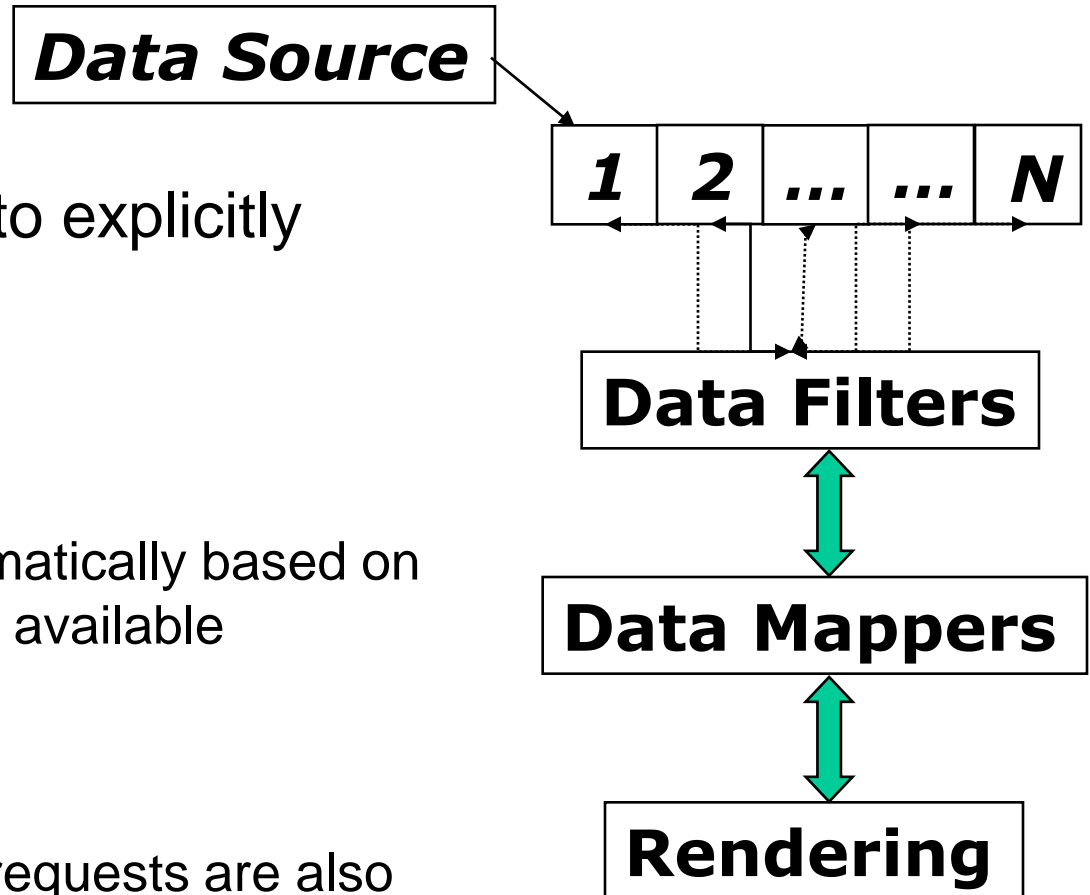 Data Source
1 2 ... ... N
to explicitly
Data Filters
matically based on
available
Data Mappers
requests are also
Rendering